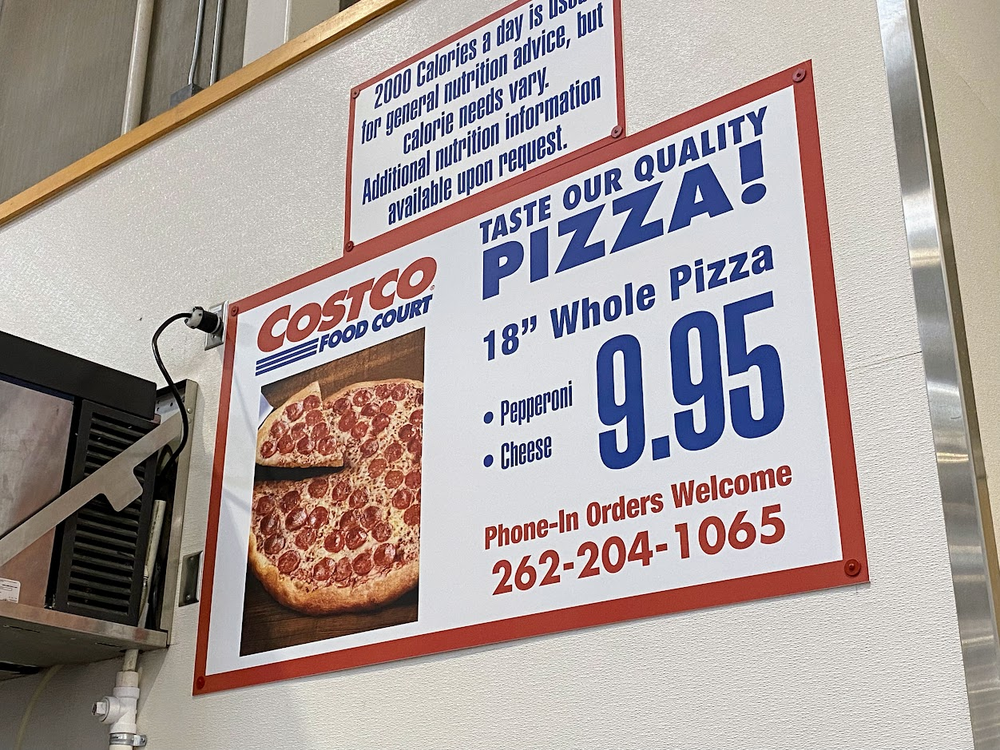 2000 Calories a day is used
for general nutrition advice, but
calorie needs vary.
Additional nutrition information
available upon request.
COSTCO
FOOD COURT
TASTE OUR QUALITY
PIZZA!
18” Whole Pizza
• Pepperoni
• Cheese
9.95
Phone-In Orders Welcome
262-204-1065